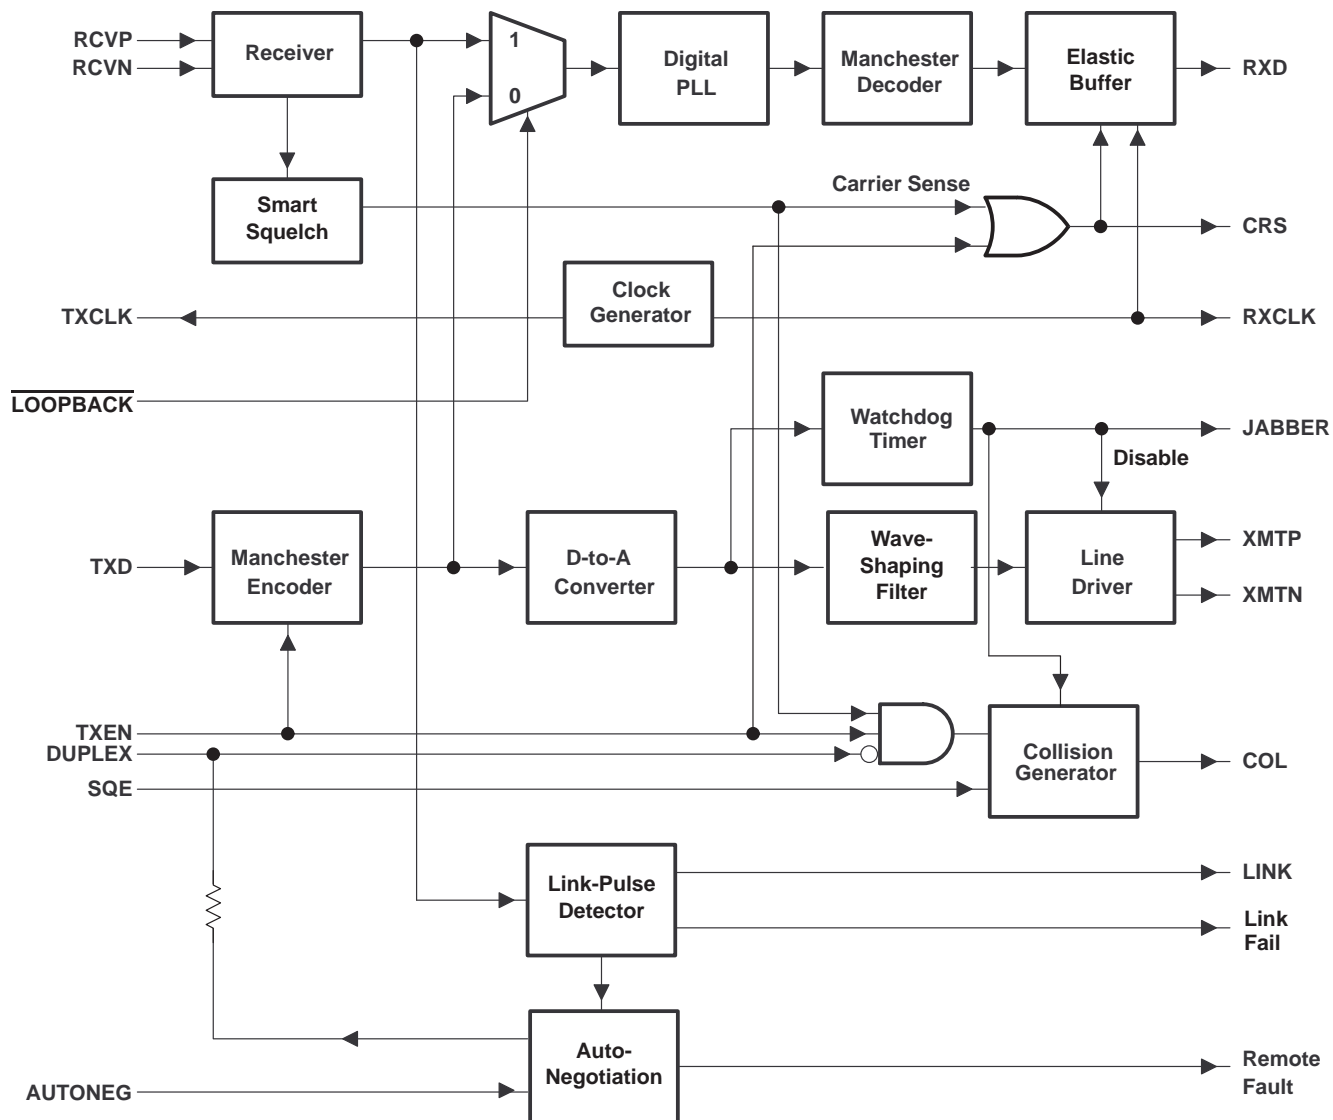 RCVP
RCVN
Receiver
1
0
Digital
PLL
Manchester
Decoder
Elastic
Buffer
RXD
Smart
Squelch
Carrier Sense
CRS
TXCLK
Clock
Generator
RXCLK
LOOPBACK
Watchdog
Timer
JABBER
Disable
TXD
Manchester
Encoder
D-to-A
Converter
Wave-
Shaping
Filter
Line
Driver
XMTP
XMTN
TXEN
DUPLEX
SQE
Collision
Generator
COL
Link-Pulse
Detector
LINK
Link
Fail
Auto-
Negotiation
AUTONEG
Remote
Fault